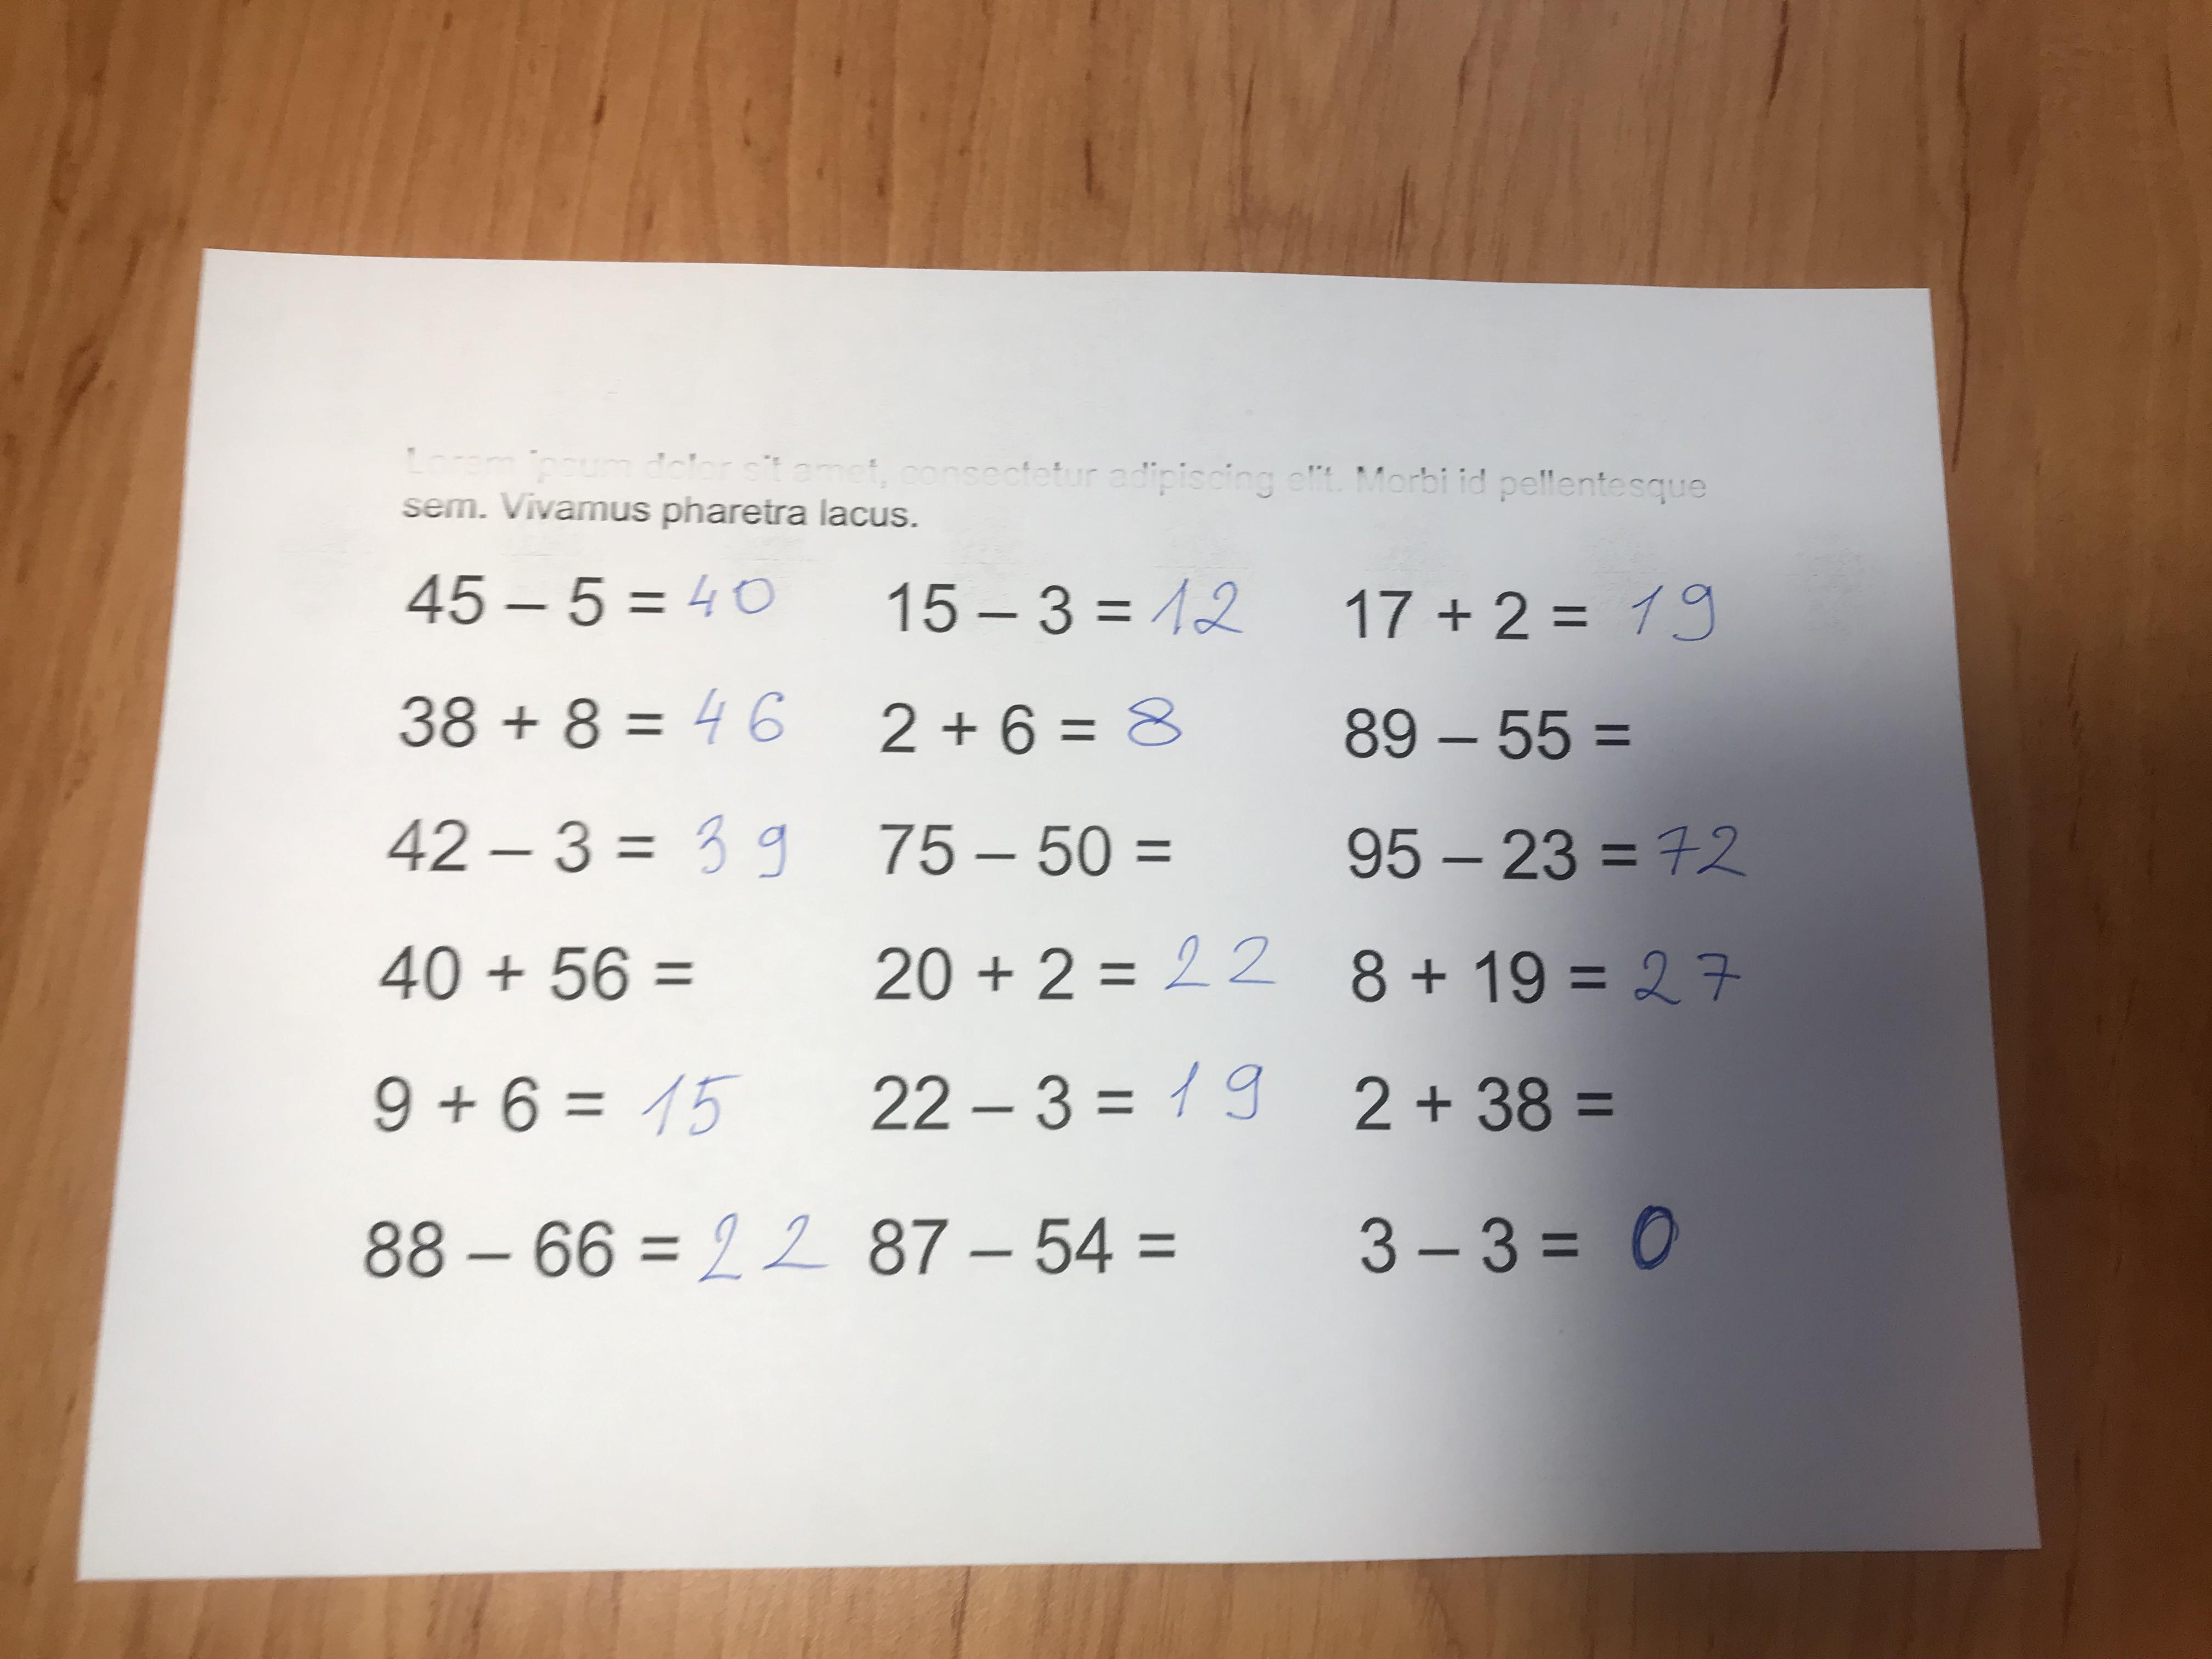 Lorem ipsum dolor sit amet, consectetur adipiscing elit. Morbi id pellentesque
sem. Vivamus pharetra lacus.
45 – 5 = 40 15 – 3 = 12 17 + 2 = 19
38 + 8 = 46 2 + 6 = 8 89 – 55 =
42 – 3 = 39 75 – 50 = 95 – 23 = 72
40 + 56 = 20 + 2 = 22 8 + 19 = 27
9 + 6 = 15 22 – 3 = 19 2 + 38 =
88 – 66 = 22 87 – 54 = 3 – 3 = 0